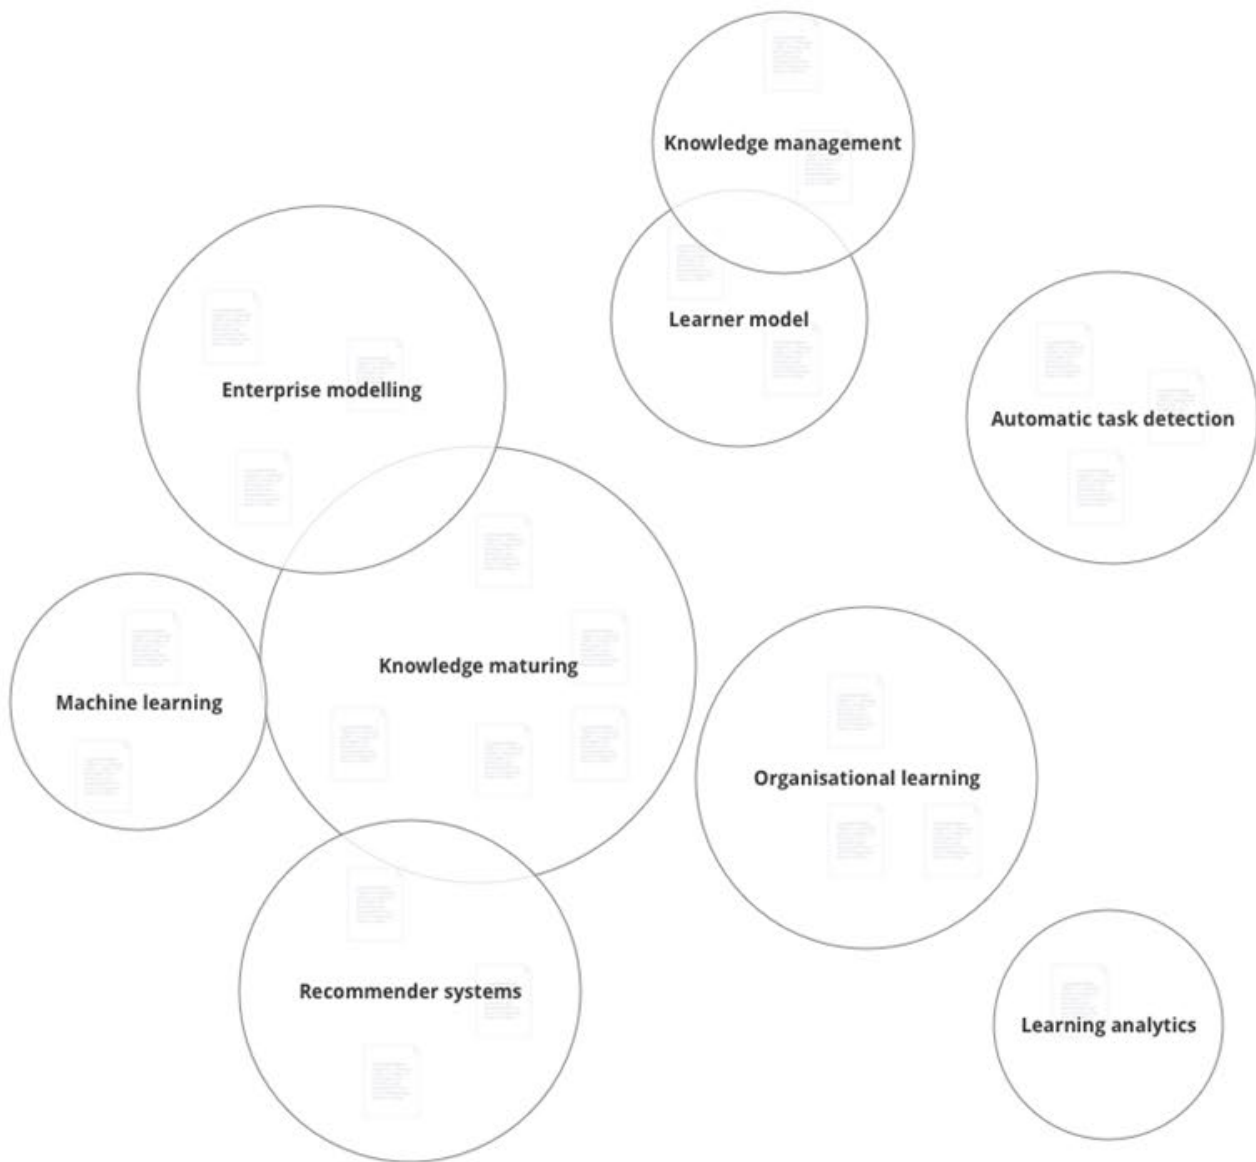 Knowledge management
Learner model
Enterprise modelling
Automatic task detection
Knowledge maturing
Machine learning
Organisational learning
Recommender systems
Learning analytics